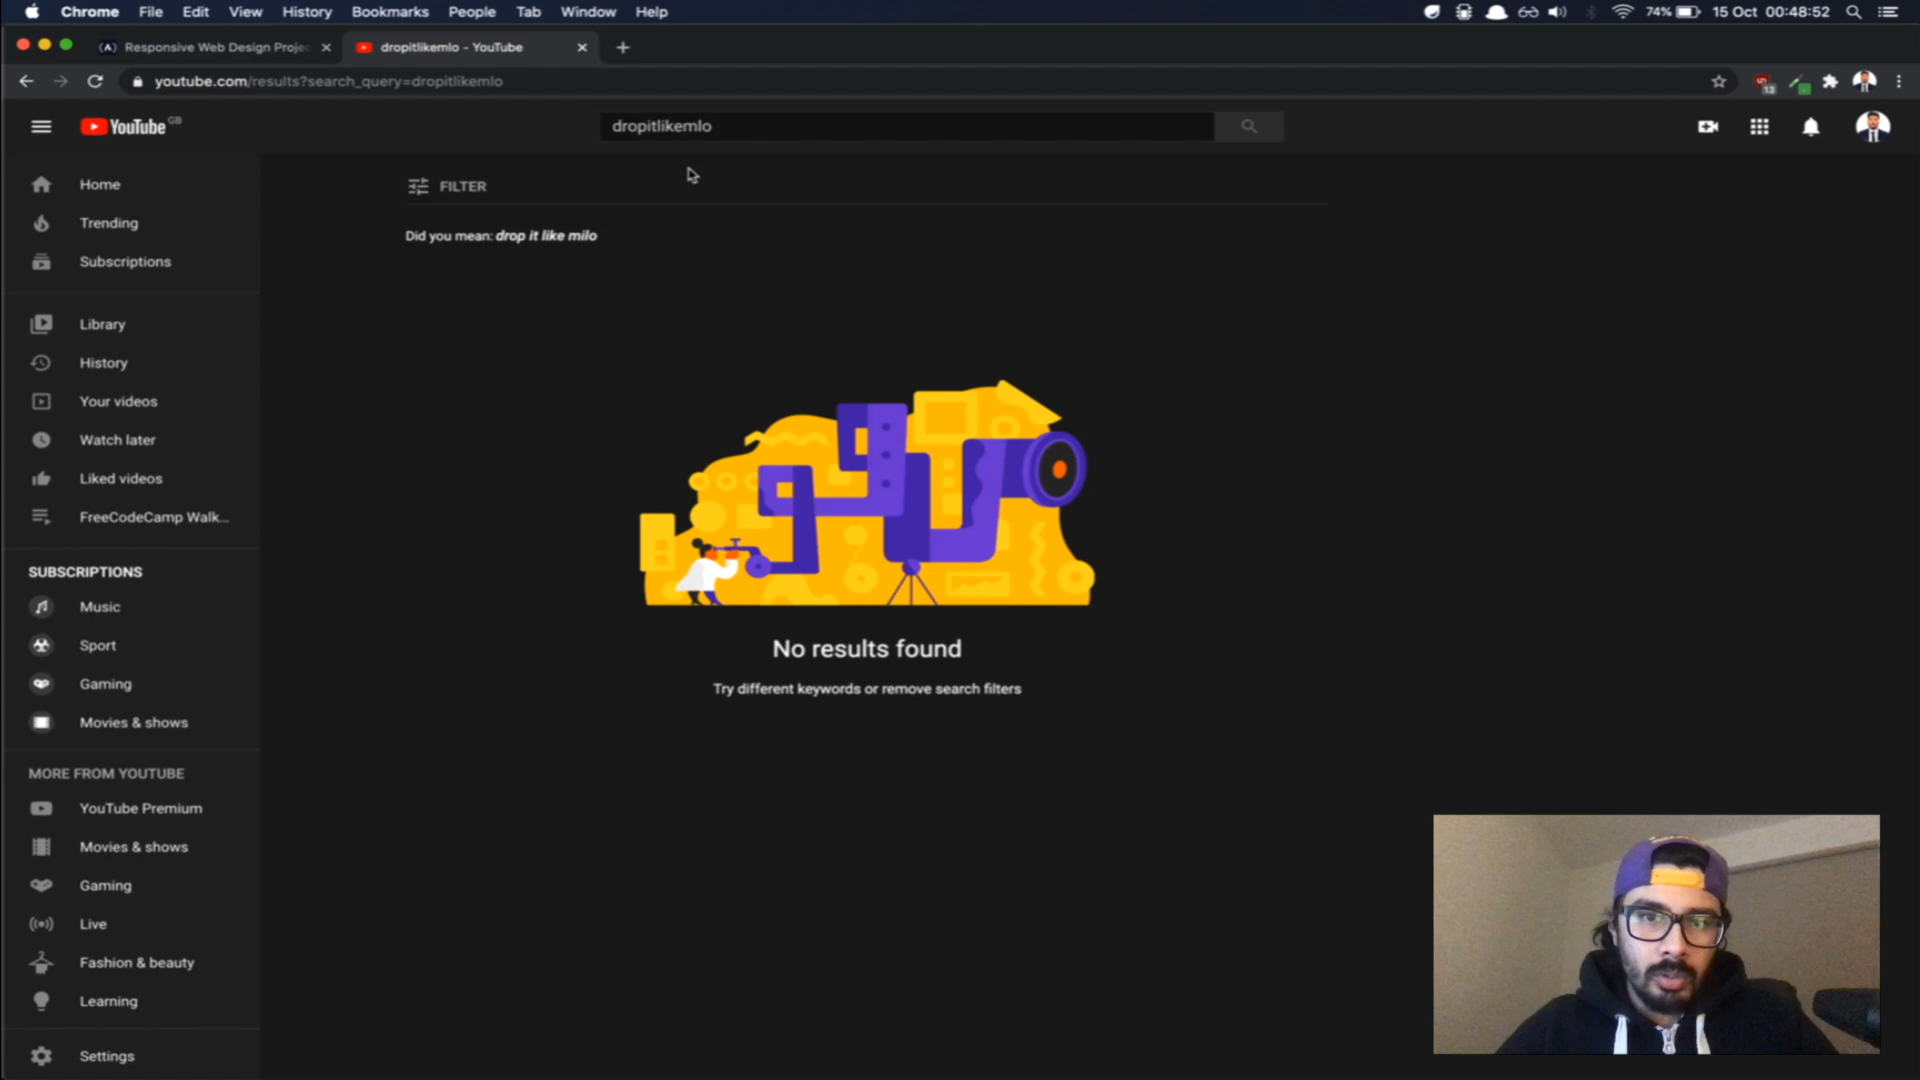 Chrome File Edit View History Bookmarks People Tab Window Help 74% 15 Oct 00:48:52
Responsive Web Design Proje dropitlikemlo - YouTube
youtube.com/results?search_query=dropitlikemlo 13
YouTube GB dropitlikemlo
Home
Trending
Subscriptions
Library
History
Your videos
Watch later
Liked videos
FreeCodeCamp Walk...
SUBSCRIPTIONS
Music
Sport
Gaming
Movies & shows
MORE FROM YOUTUBE
YouTube Premium
Movies & shows
Gaming
Live
Fashion & beauty
Learning
Settings
FILTER
Did you mean: drop it like milo
No results found
Try different keywords or remove search filters